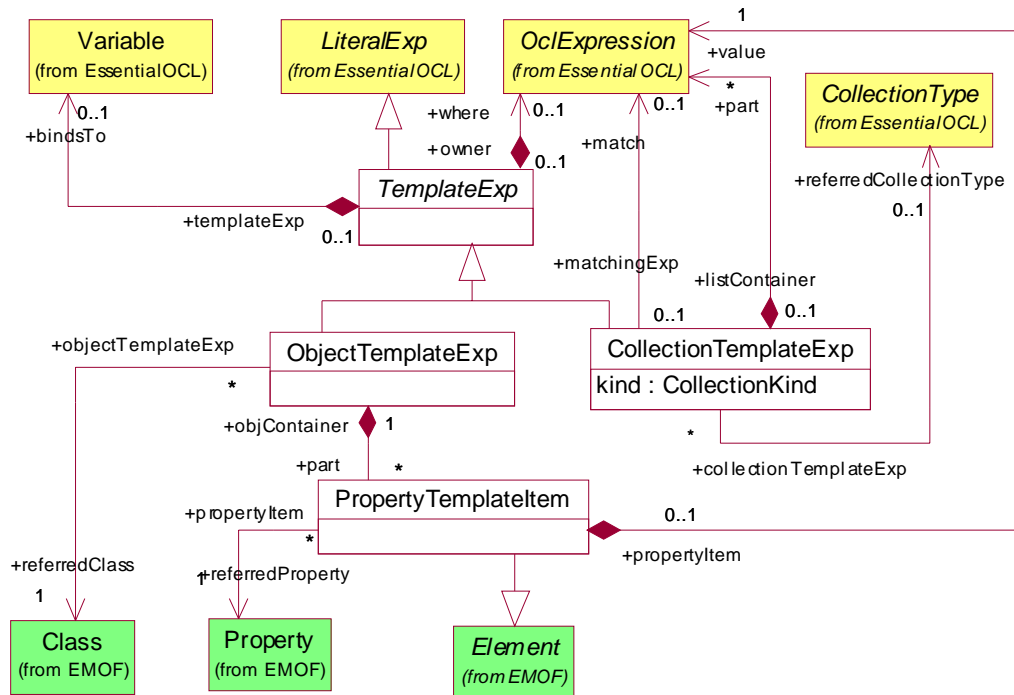 1
Variable
(from EssentialOCL)
LiteralExp
(from EssentialOCL)
OclExpression
(from EssentialOCL)
+value
CollectionType
(from EssentialOCL)
*
+part
0..1
+bindsTo
+where
0..1
0..1
+match
+owner
0..1
+referredCollectionType
0..1
TemplateExp
+templateExp
0..1
+matchingExp
+listContainer
0..1
0..1
+objectTemplateExp
*
ObjectTemplateExp
CollectionTemplateExp
kind : CollectionKind
+objContainer
1
*
+collectionTemplateExp
+part
*
PropertyTemplateItem
+propertyItem
*
0..1
+propertyItem
+referredClass
1
1
+referredProperty
Class
(from EMOF)
Property
(from EMOF)
Element
(from EMOF)